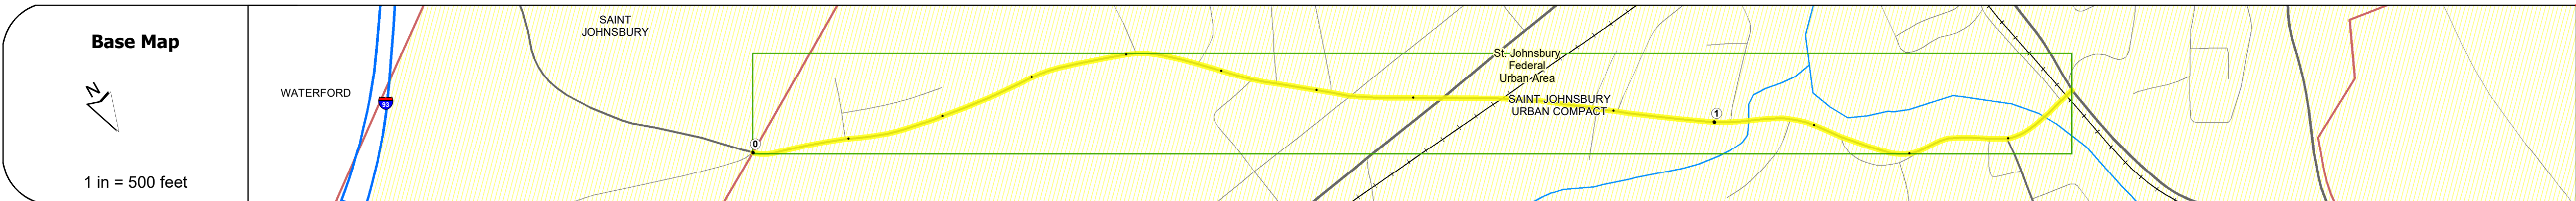 Base Map
N
1 in = 500 feet
WATERFORD
93
SAINT
JOHNSBURY
0
St. Johnsbury
Federal
Urban Area
SAINT JOHNSBURY
URBAN COMPACT
1